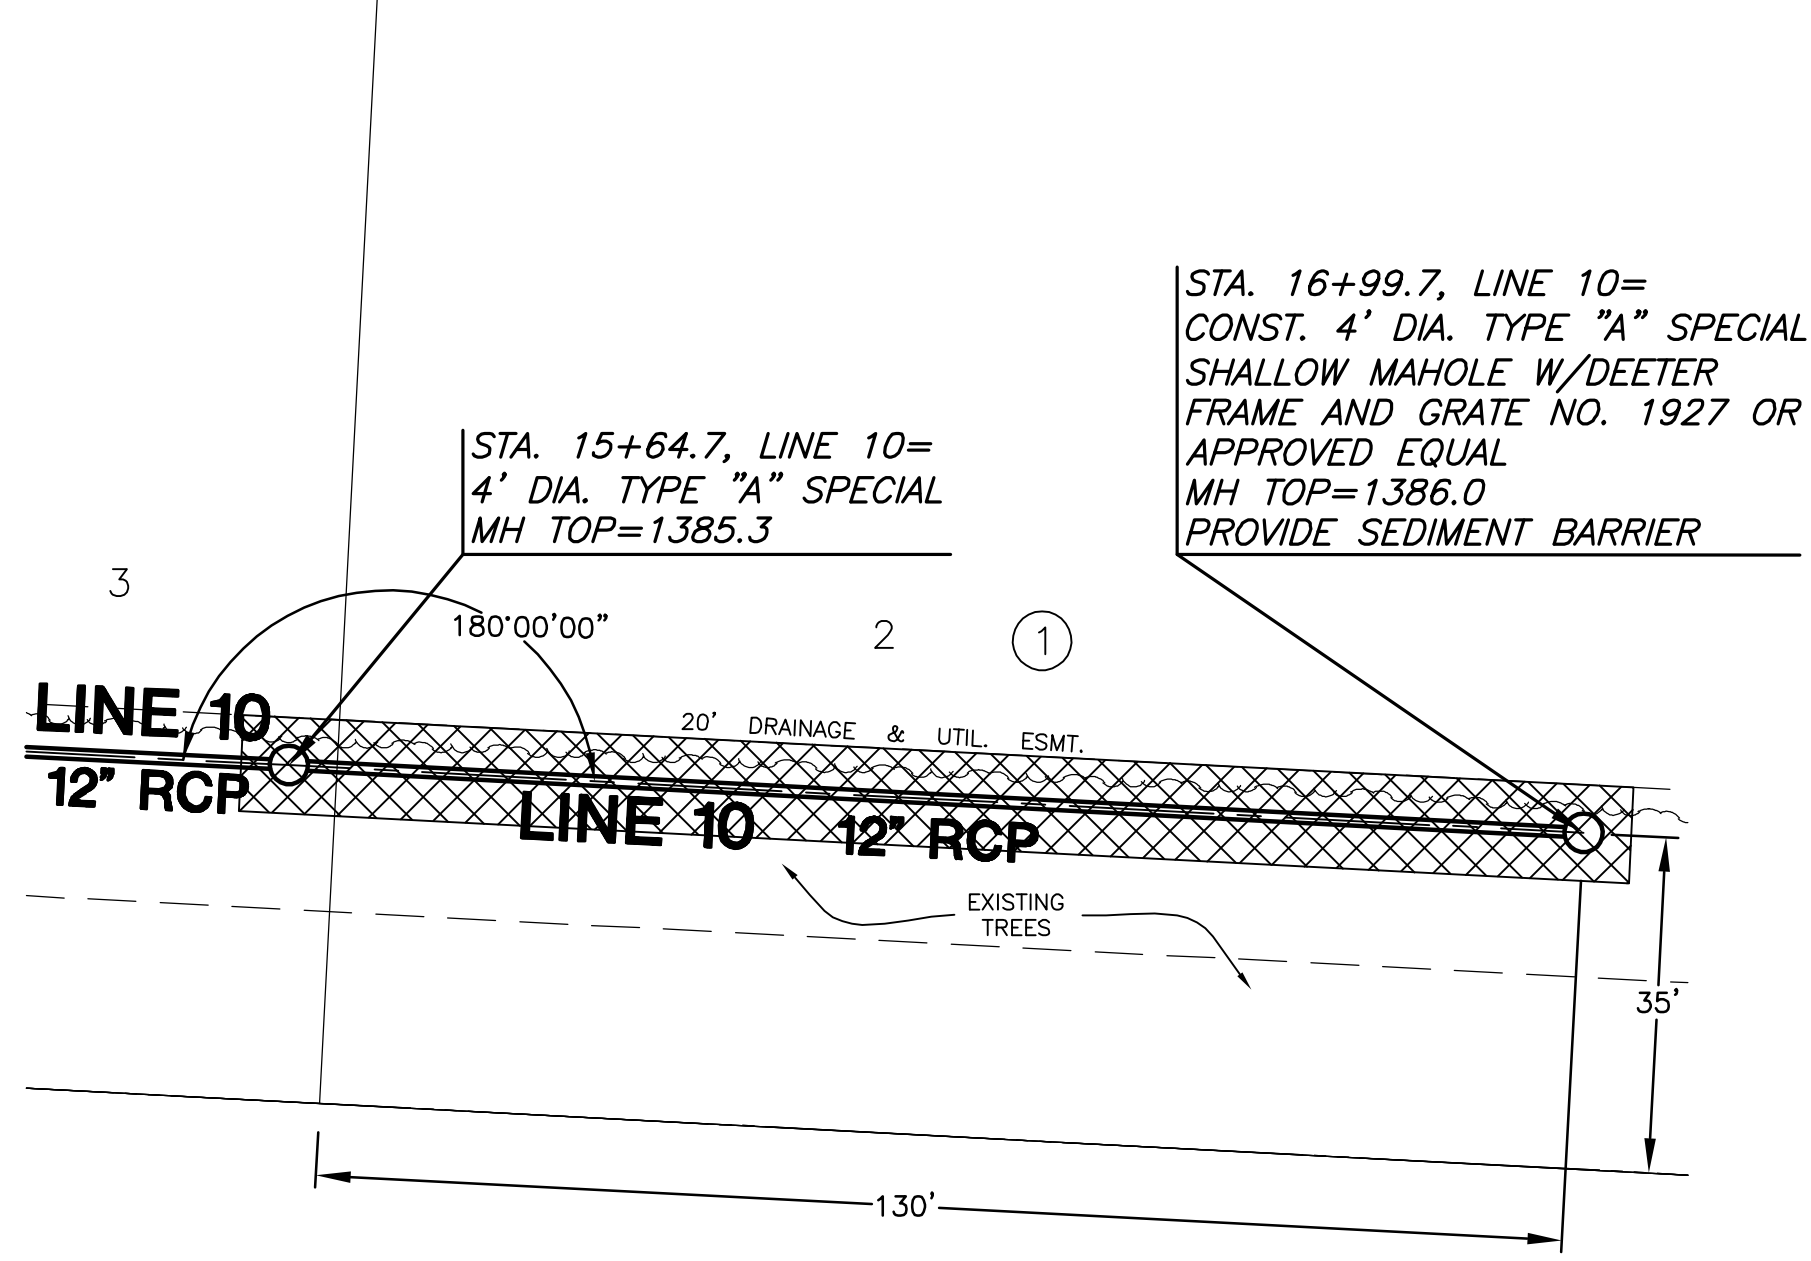 STA. 16+99.7, LINE 10=
CONST. 4' DIA. TYPE "A" SPECIAL
SHALLOW MAHOLE W/DEETER
FRAME AND GRATE NO. 1927 OR
APPROVED EQUAL
MH TOP=1386.0
PROVIDE SEDIMENT BARRIER
STA. 15+64.7, LINE 10=
4' DIA. TYPE "A" SPECIAL
MH TOP=1385.3
3
180°00'00"
2
1
LINE 10
12" RCP
20' DRAINAGE & UTIL. ESMT.
LINE 10
12" RCP
EXISTING
TREES
35'
130'